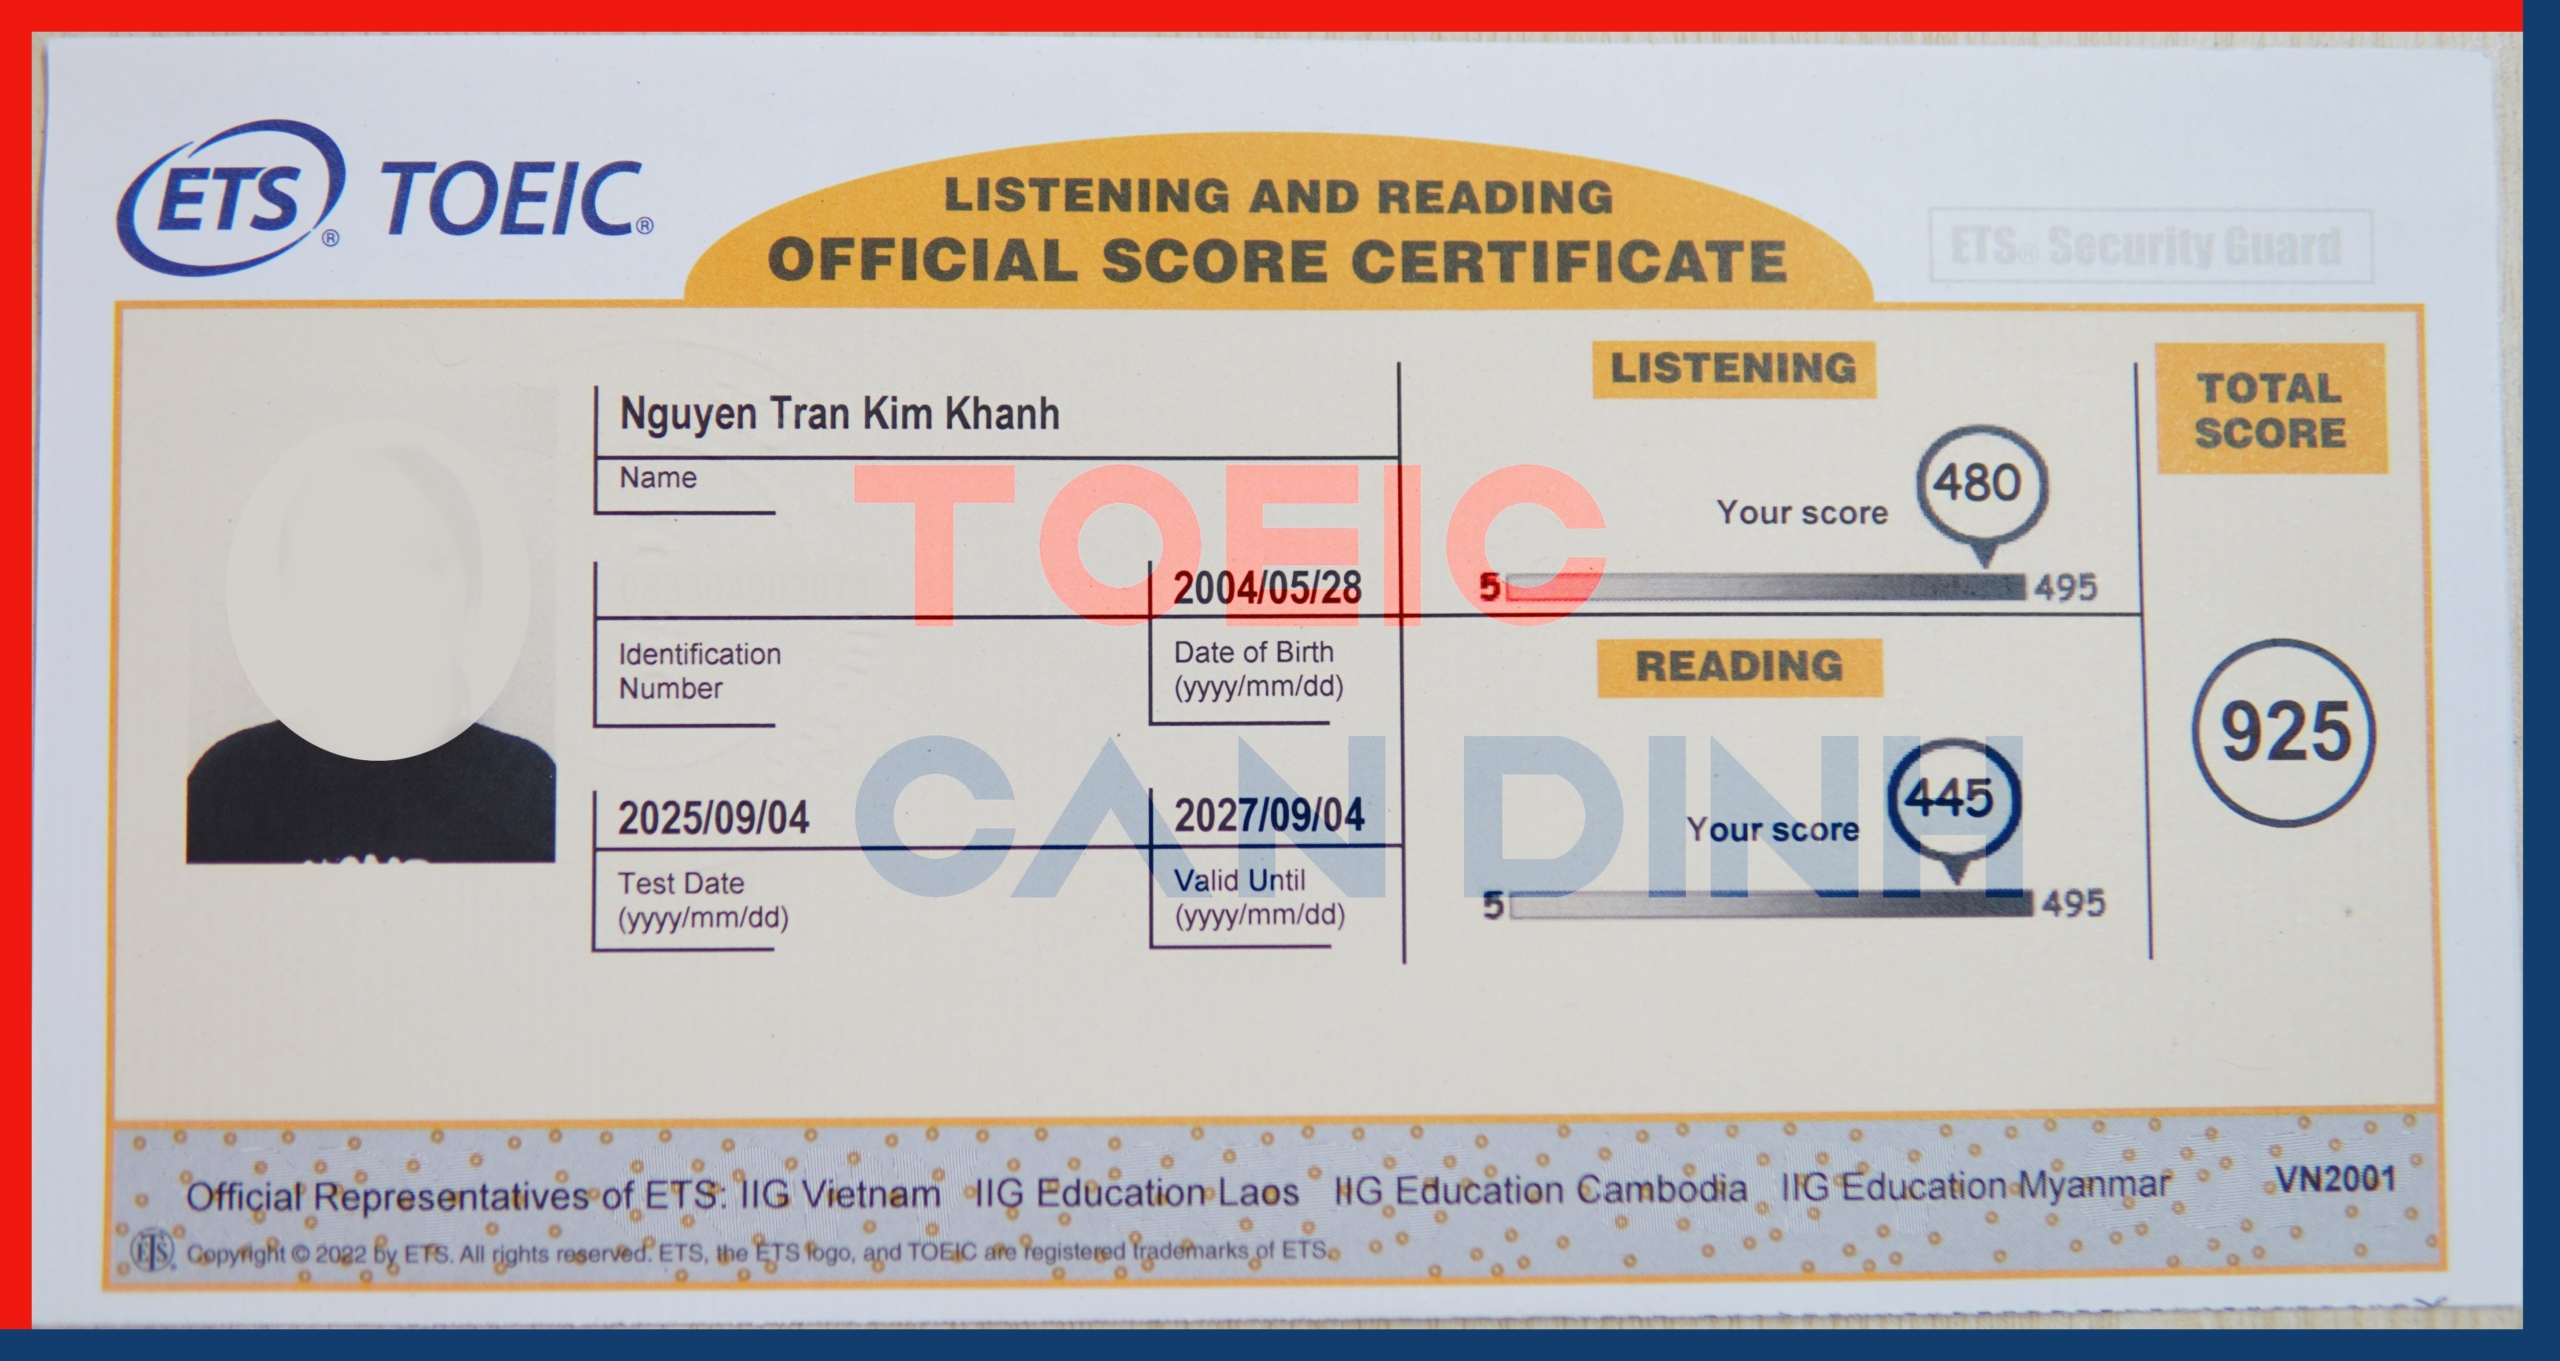 ETS® TOEIC®
LISTENING AND READING
OFFICIAL SCORE CERTIFICATE
ETS® Security Guard
Nguyen Tran Kim Khanh
Name
Identification
Number
2004/05/28
Date of Birth
(yyyy/mm/dd)
2025/09/04
Test Date
(yyyy/mm/dd)
2027/09/04
Valid Until
(yyyy/mm/dd)
LISTENING
Your score 480
5 495
READING
Your score 445
5 495
TOTAL
SCORE
925
TOEIC
CAN DINH
Official Representatives of ETS: IIG Vietnam IIG Education Laos IIG Education Cambodia IIG Education Myanmar VN2001
ETS® Copyright © 2022 by ETS. All rights reserved. ETS, the ETS logo, and TOEIC are registered trademarks of ETS.